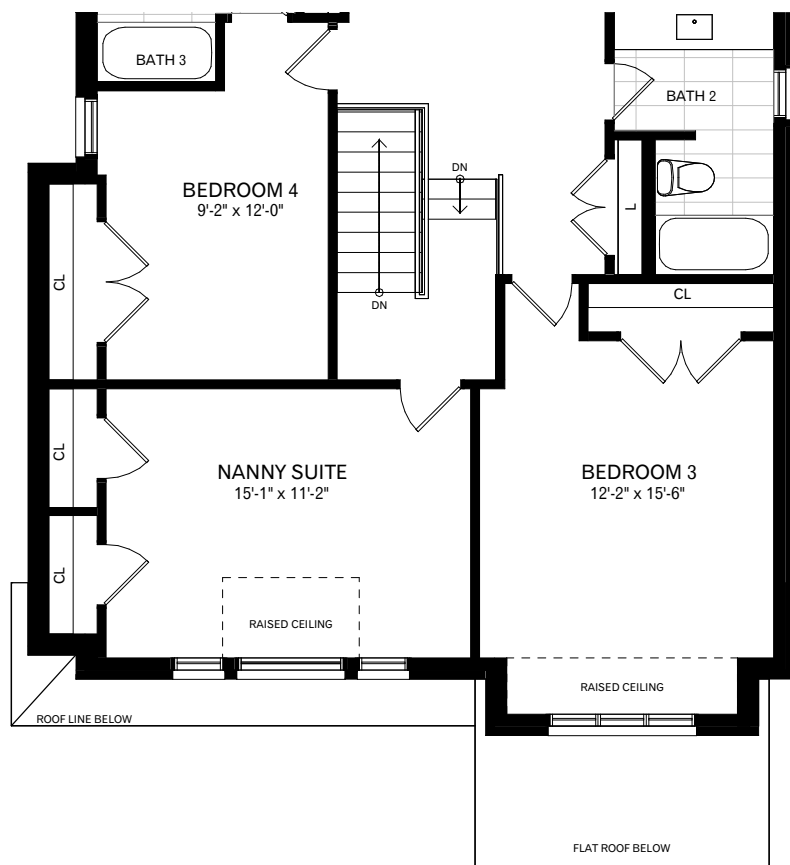 BATH 3
BATH 2
DN
BEDROOM 4
9'-2" x 12'-0"
L
CL
CL
DN
CL
NANNY SUITE
15'-1" x 11'-2"
BEDROOM 3
12'-2" x 15'-6"
CL
RAISED CEILING
RAISED CEILING
ROOF LINE BELOW
FLAT ROOF BELOW